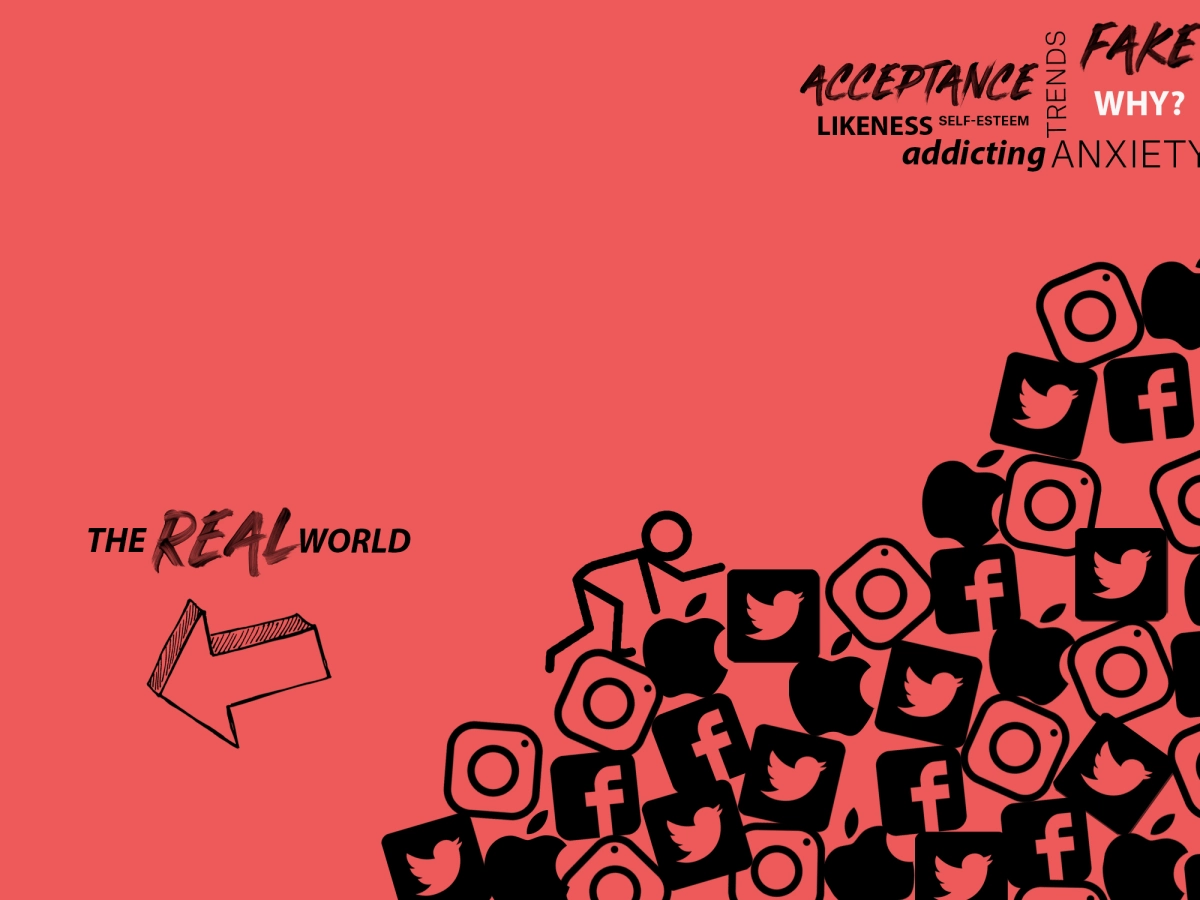 FAKE
ACCEPTANCE
TRENDS
WHY?
LIKENESS SELF-ESTEEM
addicting ANXIETY
THE REAL WORLD